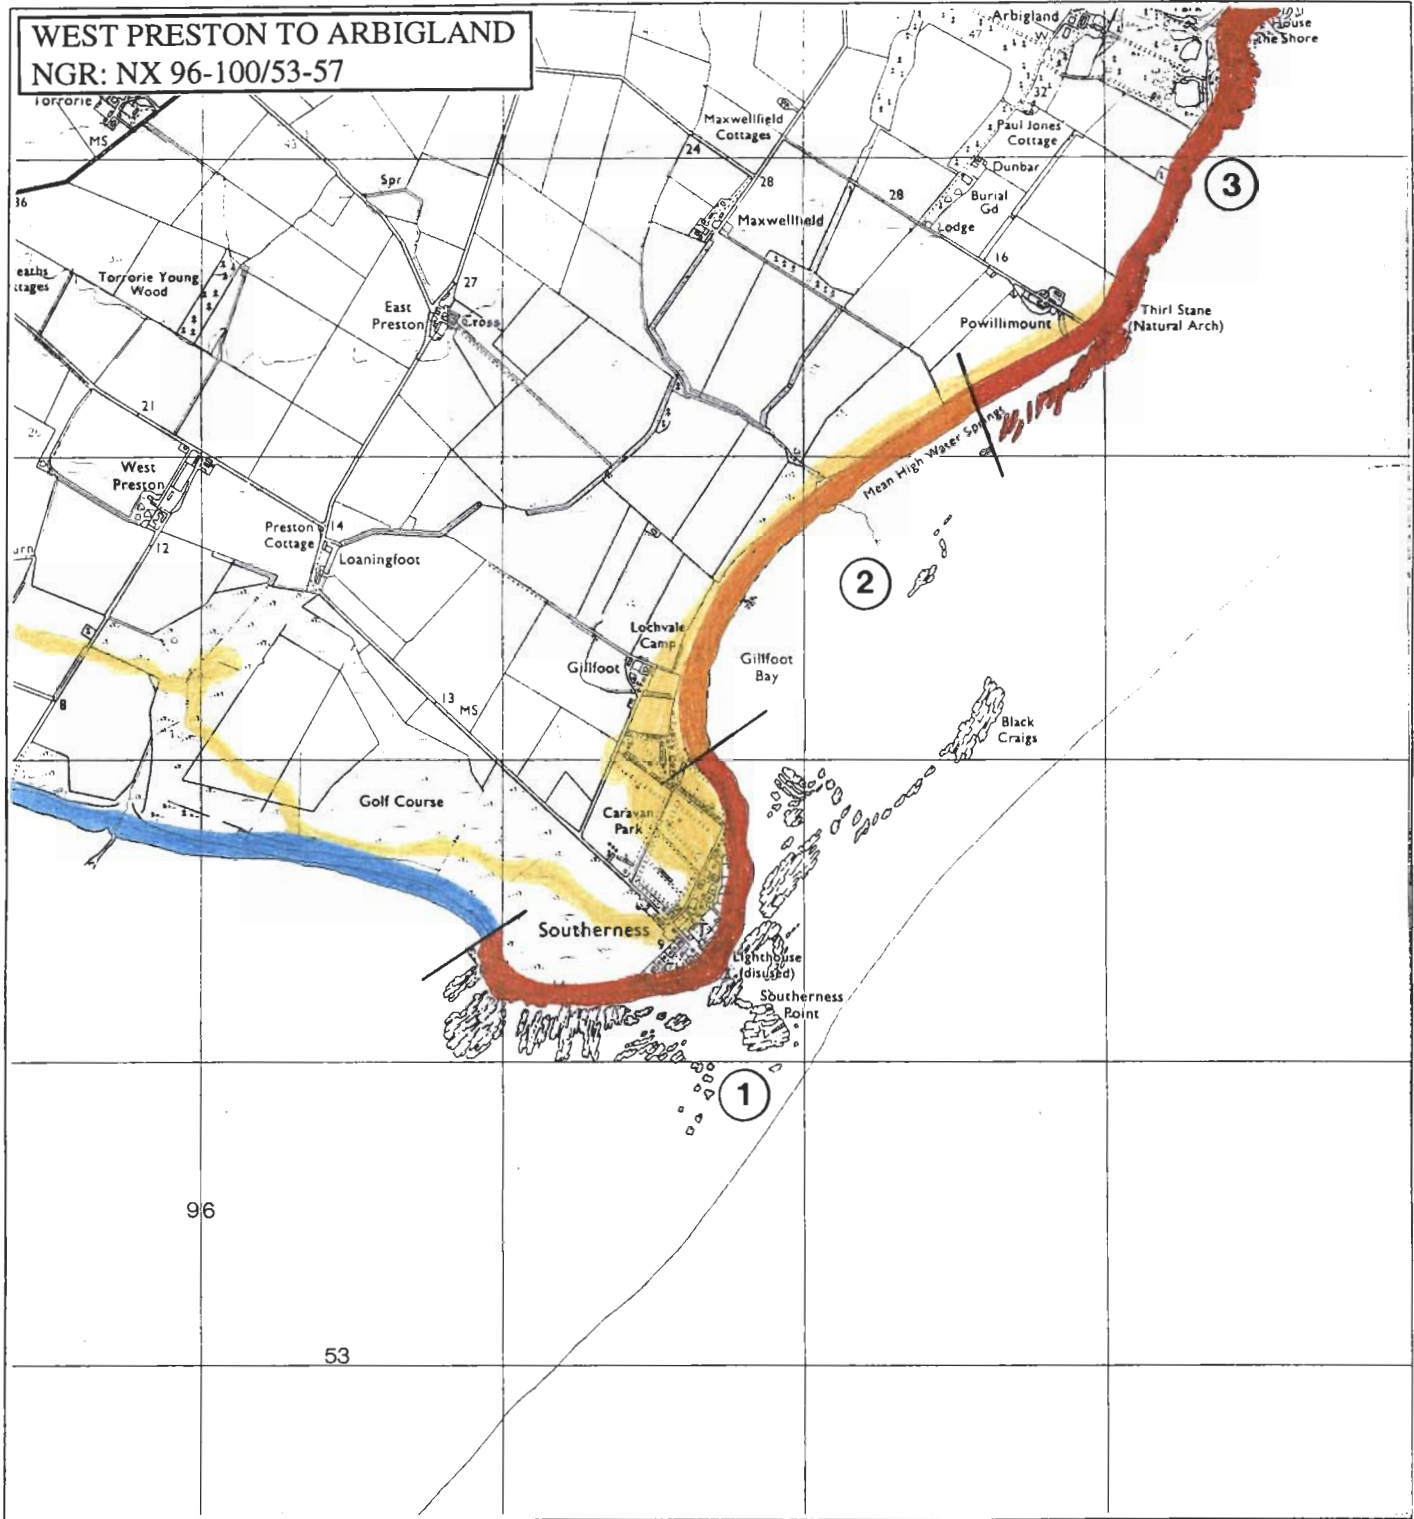 WEST PRESTON TO ARBIGLAND
NGR: NX 96-100/53-57
Arbigland
47
W
House
the Shore
32
Torrorie
MS
43
Maxwellfield
Cottages
24
28
Paul Jones'
Cottage
Dunbar
Burial
Gd
3
36
Spr
Maxwellfield
28
Lodge
16
Torrorie Young
Wood
27
East
Preston
Cross
Powillimount
Thirl Stane
(Natural Arch)
21
West
Preston
Mean High Water Springs
Preston
Cottage
14
12
Loaningfoot
2
Lochvale
Camp
Gillfoot
Gillfoot
Bay
8
13
MS
Black
Craigs
Golf Course
Caravan
Park
Southerness
9
Lighthouse
(disused)
Southerness
Point
1
96
53